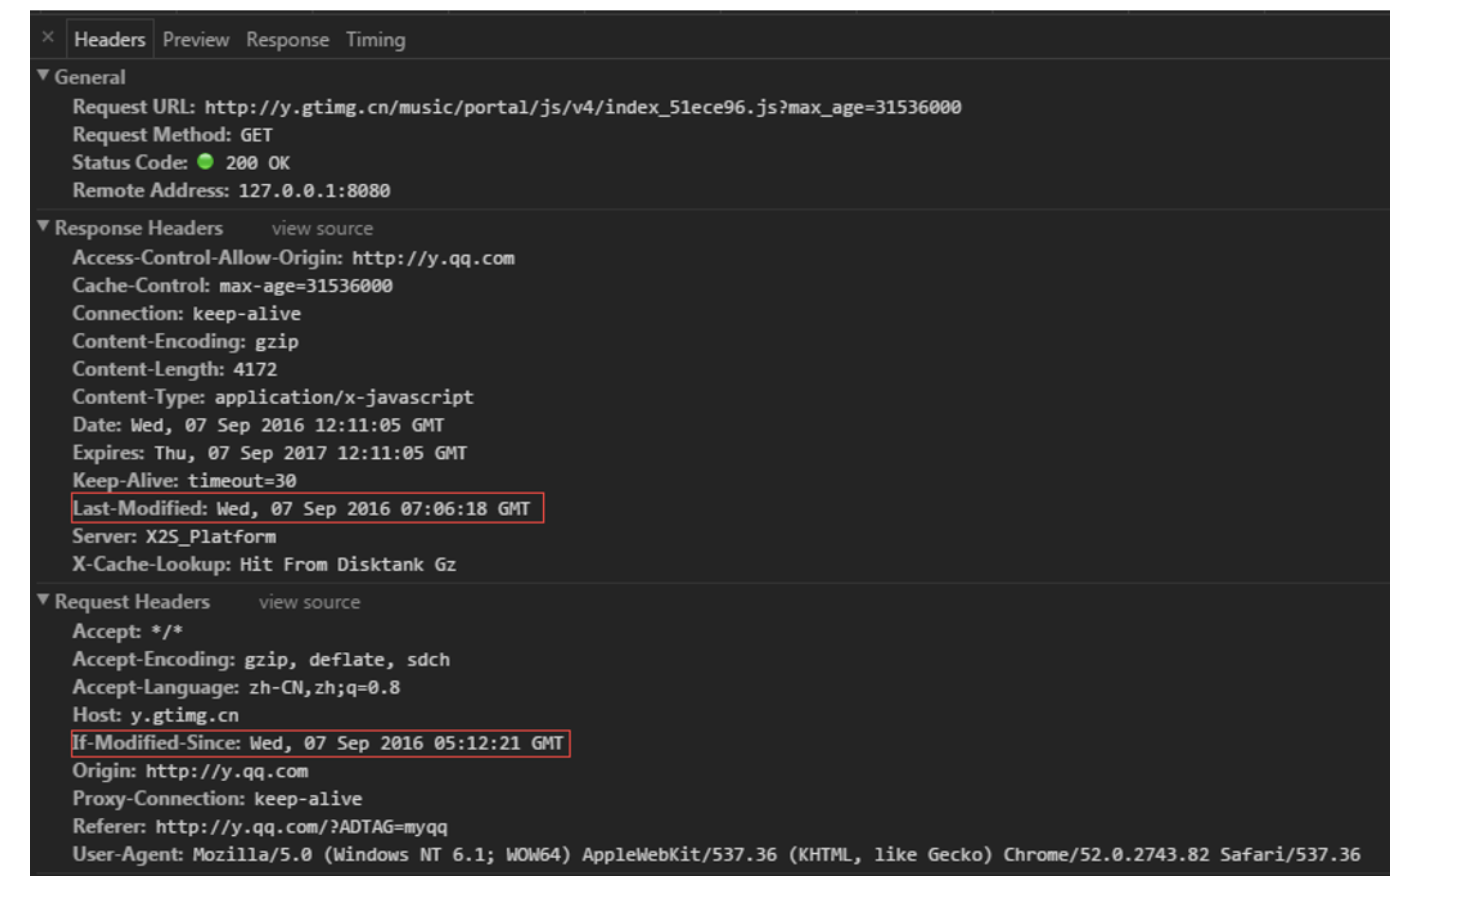 × Headers Preview Response Timing
▼ General
Request URL: http://y.gtimg.cn/music/portal/js/v4/index_51ece96.js?max_age=31536000
Request Method: GET
Status Code: 200 OK
Remote Address: 127.0.0.1:8080
▼ Response Headers view source
Access-Control-Allow-Origin: http://y.qq.com
Cache-Control: max-age=31536000
Connection: keep-alive
Content-Encoding: gzip
Content-Length: 4172
Content-Type: application/x-javascript
Date: Wed, 07 Sep 2016 12:11:05 GMT
Expires: Thu, 07 Sep 2017 12:11:05 GMT
Keep-Alive: timeout=30
Last-Modified: Wed, 07 Sep 2016 07:06:18 GMT
Server: X2S_Platform
X-Cache-Lookup: Hit From Disktank Gz
▼ Request Headers view source
Accept: */*
Accept-Encoding: gzip, deflate, sdch
Accept-Language: zh-CN,zh;q=0.8
Host: y.gtimg.cn
If-Modified-Since: Wed, 07 Sep 2016 05:12:21 GMT
Origin: http://y.qq.com
Proxy-Connection: keep-alive
Referer: http://y.qq.com/?ADTAG=myqq
User-Agent: Mozilla/5.0 (Windows NT 6.1; WOW64) AppleWebKit/537.36 (KHTML, like Gecko) Chrome/52.0.2743.82 Safari/537.36